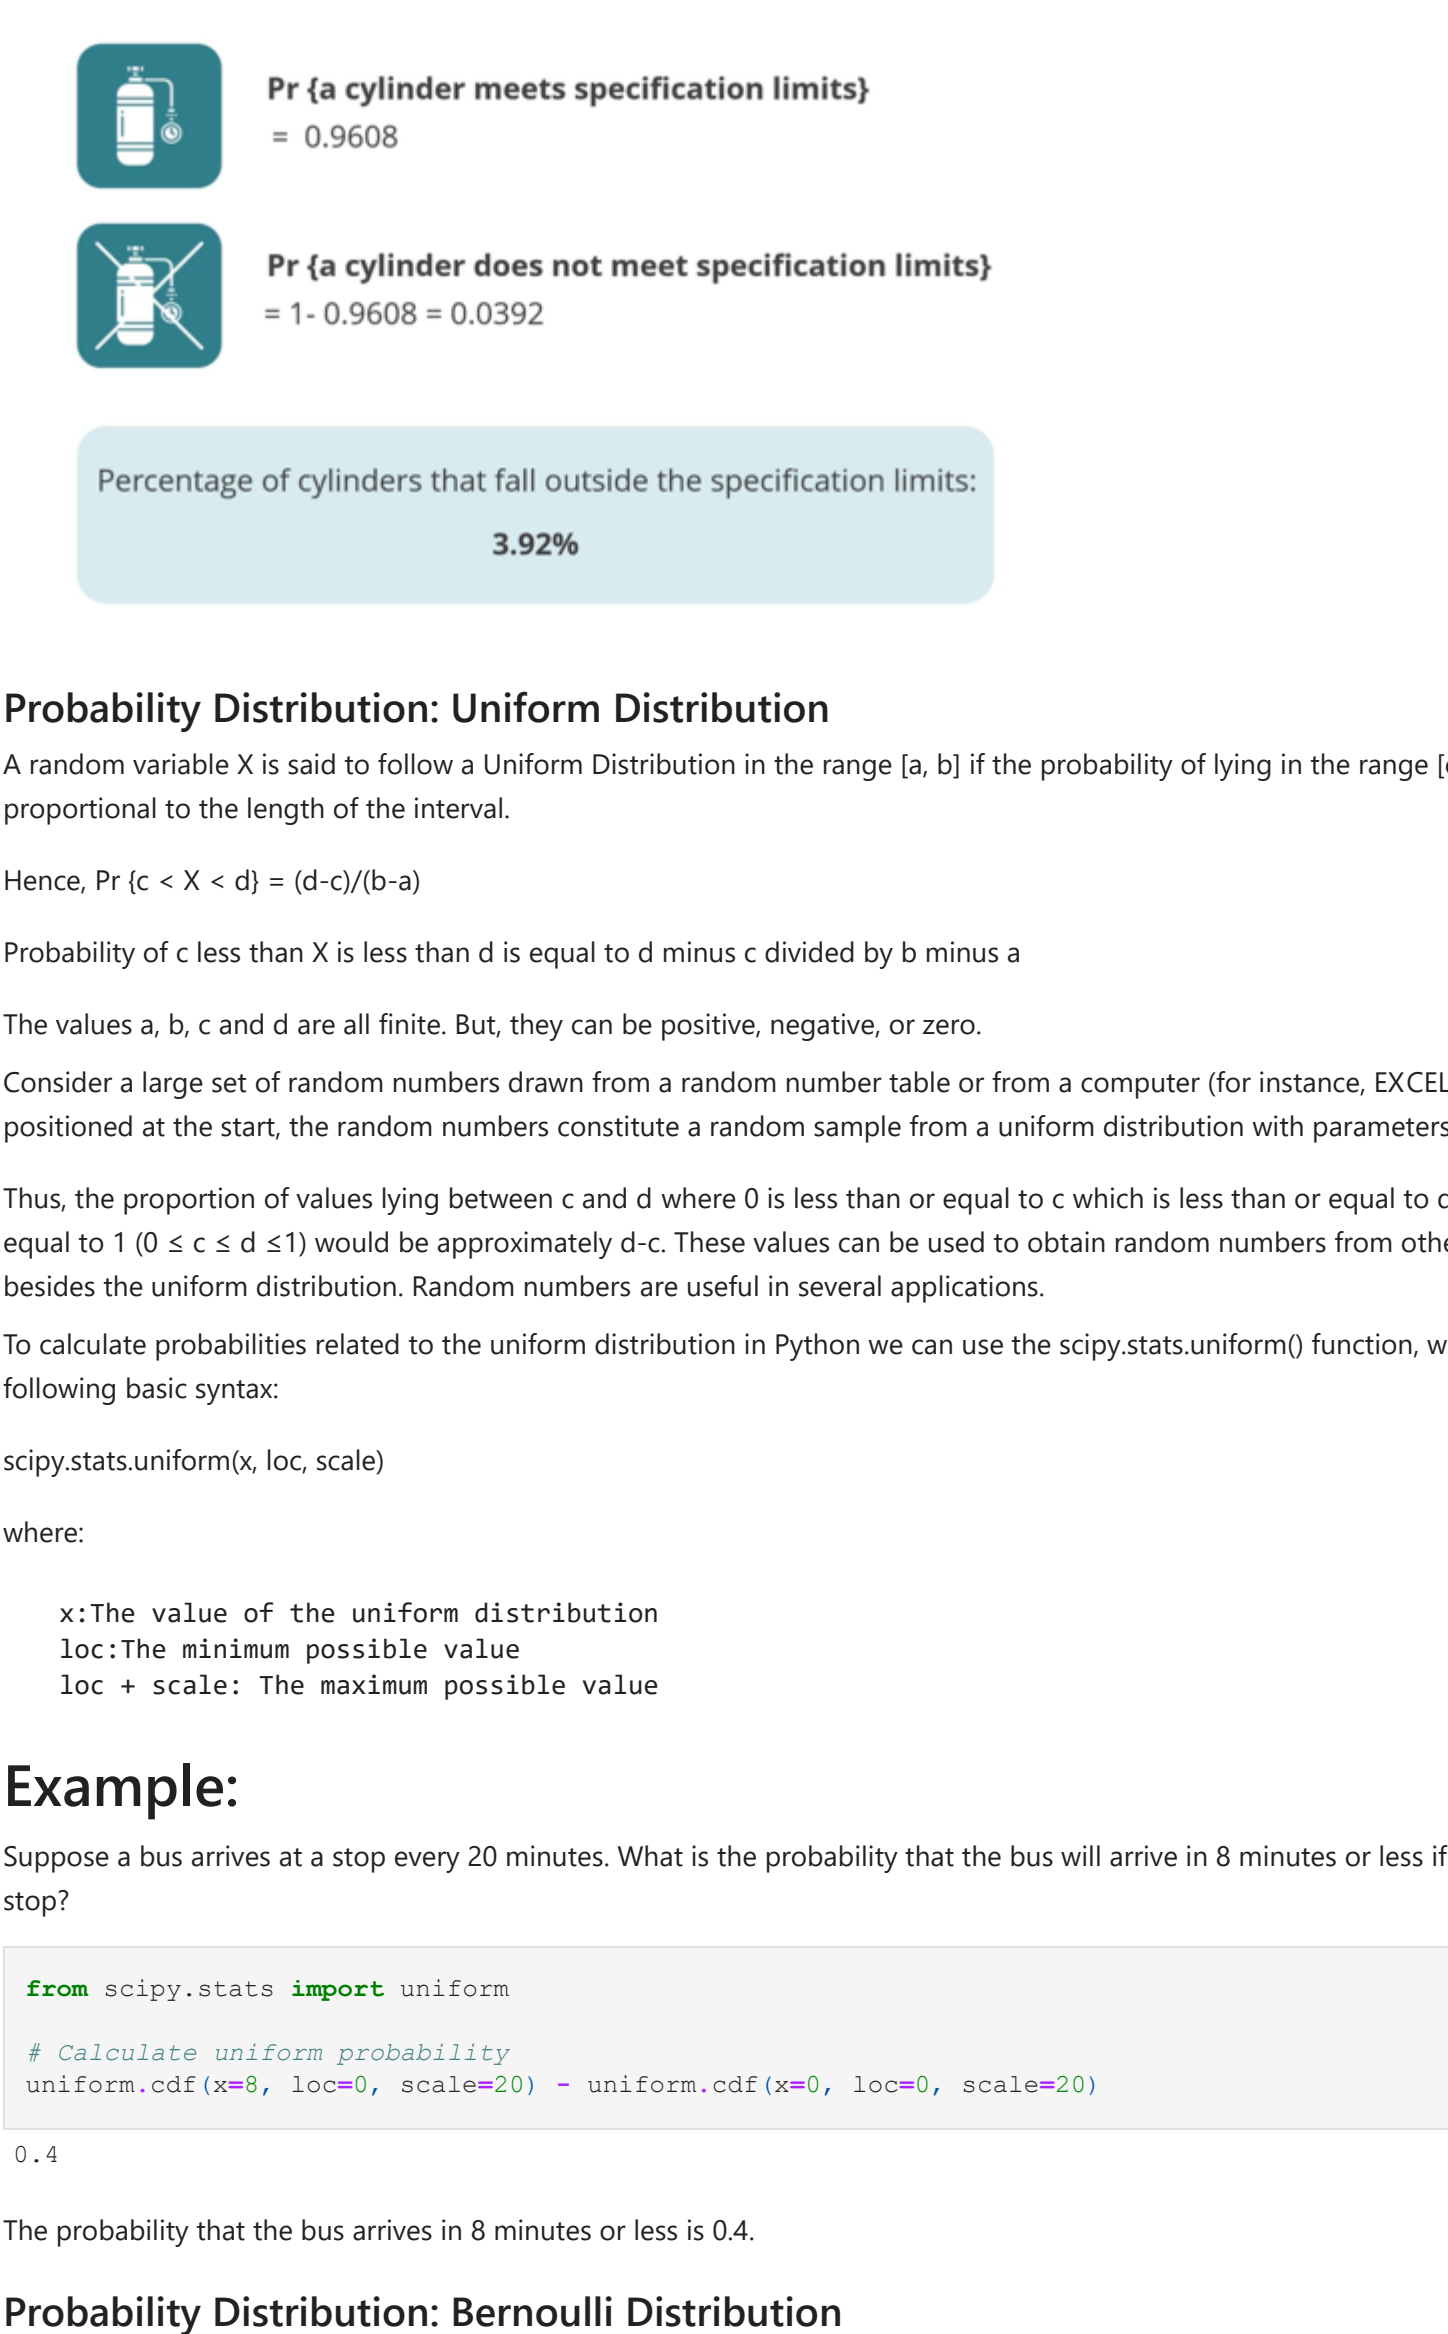 Pr {a cylinder meets specification limits}
= 0.9608
Pr {a cylinder does not meet specification limits}
= 1- 0.9608 = 0.0392
Percentage of cylinders that fall outside the specification limits:
3.92%
Probability Distribution: Uniform Distribution
A random variable X is said to follow a Uniform Distribution in the range [a, b] if the probability of lying in the range
proportional to the length of the interval.
Hence, Pr {c < X < d} = (d-c)/(b-a)
Probability of c less than X is less than d is equal to d minus c divided by b minus a
The values a, b, c and d are all finite. But, they can be positive, negative, or zero.
Consider a large set of random numbers drawn from a random number table or from a computer (for instance, EXCEL
positioned at the start, the random numbers constitute a random sample from a uniform distribution with parameters
Thus, the proportion of values lying between c and d where 0 is less than or equal to c which is less than or equal to
equal to 1 (0 ≤ c ≤ d ≤1) would be approximately d-c. These values can be used to obtain random numbers from
besides the uniform distribution. Random numbers are useful in several applications.
To calculate probabilities related to the uniform distribution in Python we can use the scipy.stats.uniform() function,
following basic syntax:
scipy.stats.uniform(x, loc, scale)
where:
x:The value of the uniform distribution
loc:The minimum possible value
loc + scale: The maximum possible value
Example:
Suppose a bus arrives at a stop every 20 minutes. What is the probability that the bus will arrive in 8 minutes or less if
stop?
from scipy.stats import uniform
# Calculate uniform probability
uniform.cdf(x=8, loc=0, scale=20) - uniform.cdf(x=0, loc=0, scale=20)
0.4
The probability that the bus arrives in 8 minutes or less is 0.4.
Probability Distribution: Bernoulli Distribution